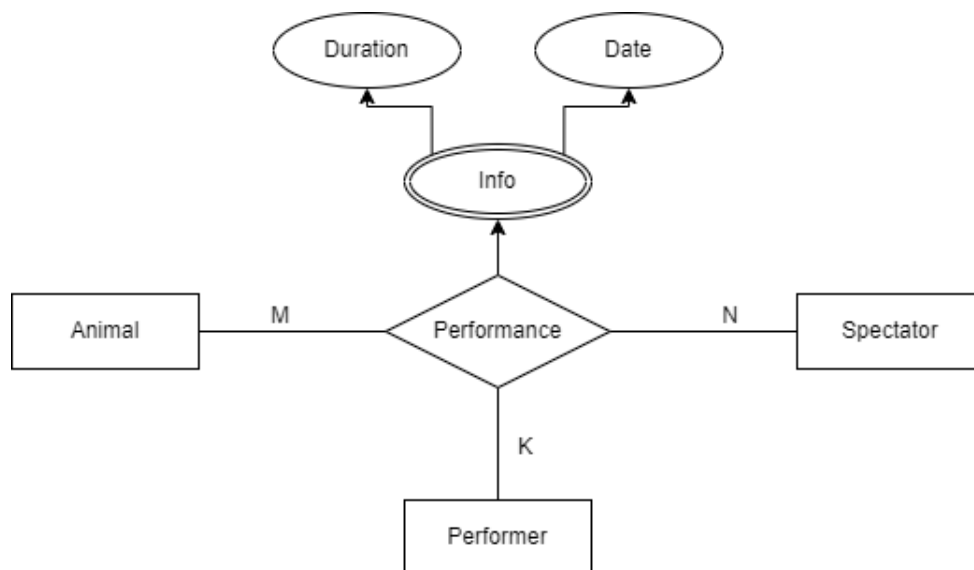 Duration
Date
Info
Animal
M
Performance
N
Spectator
K
Performer